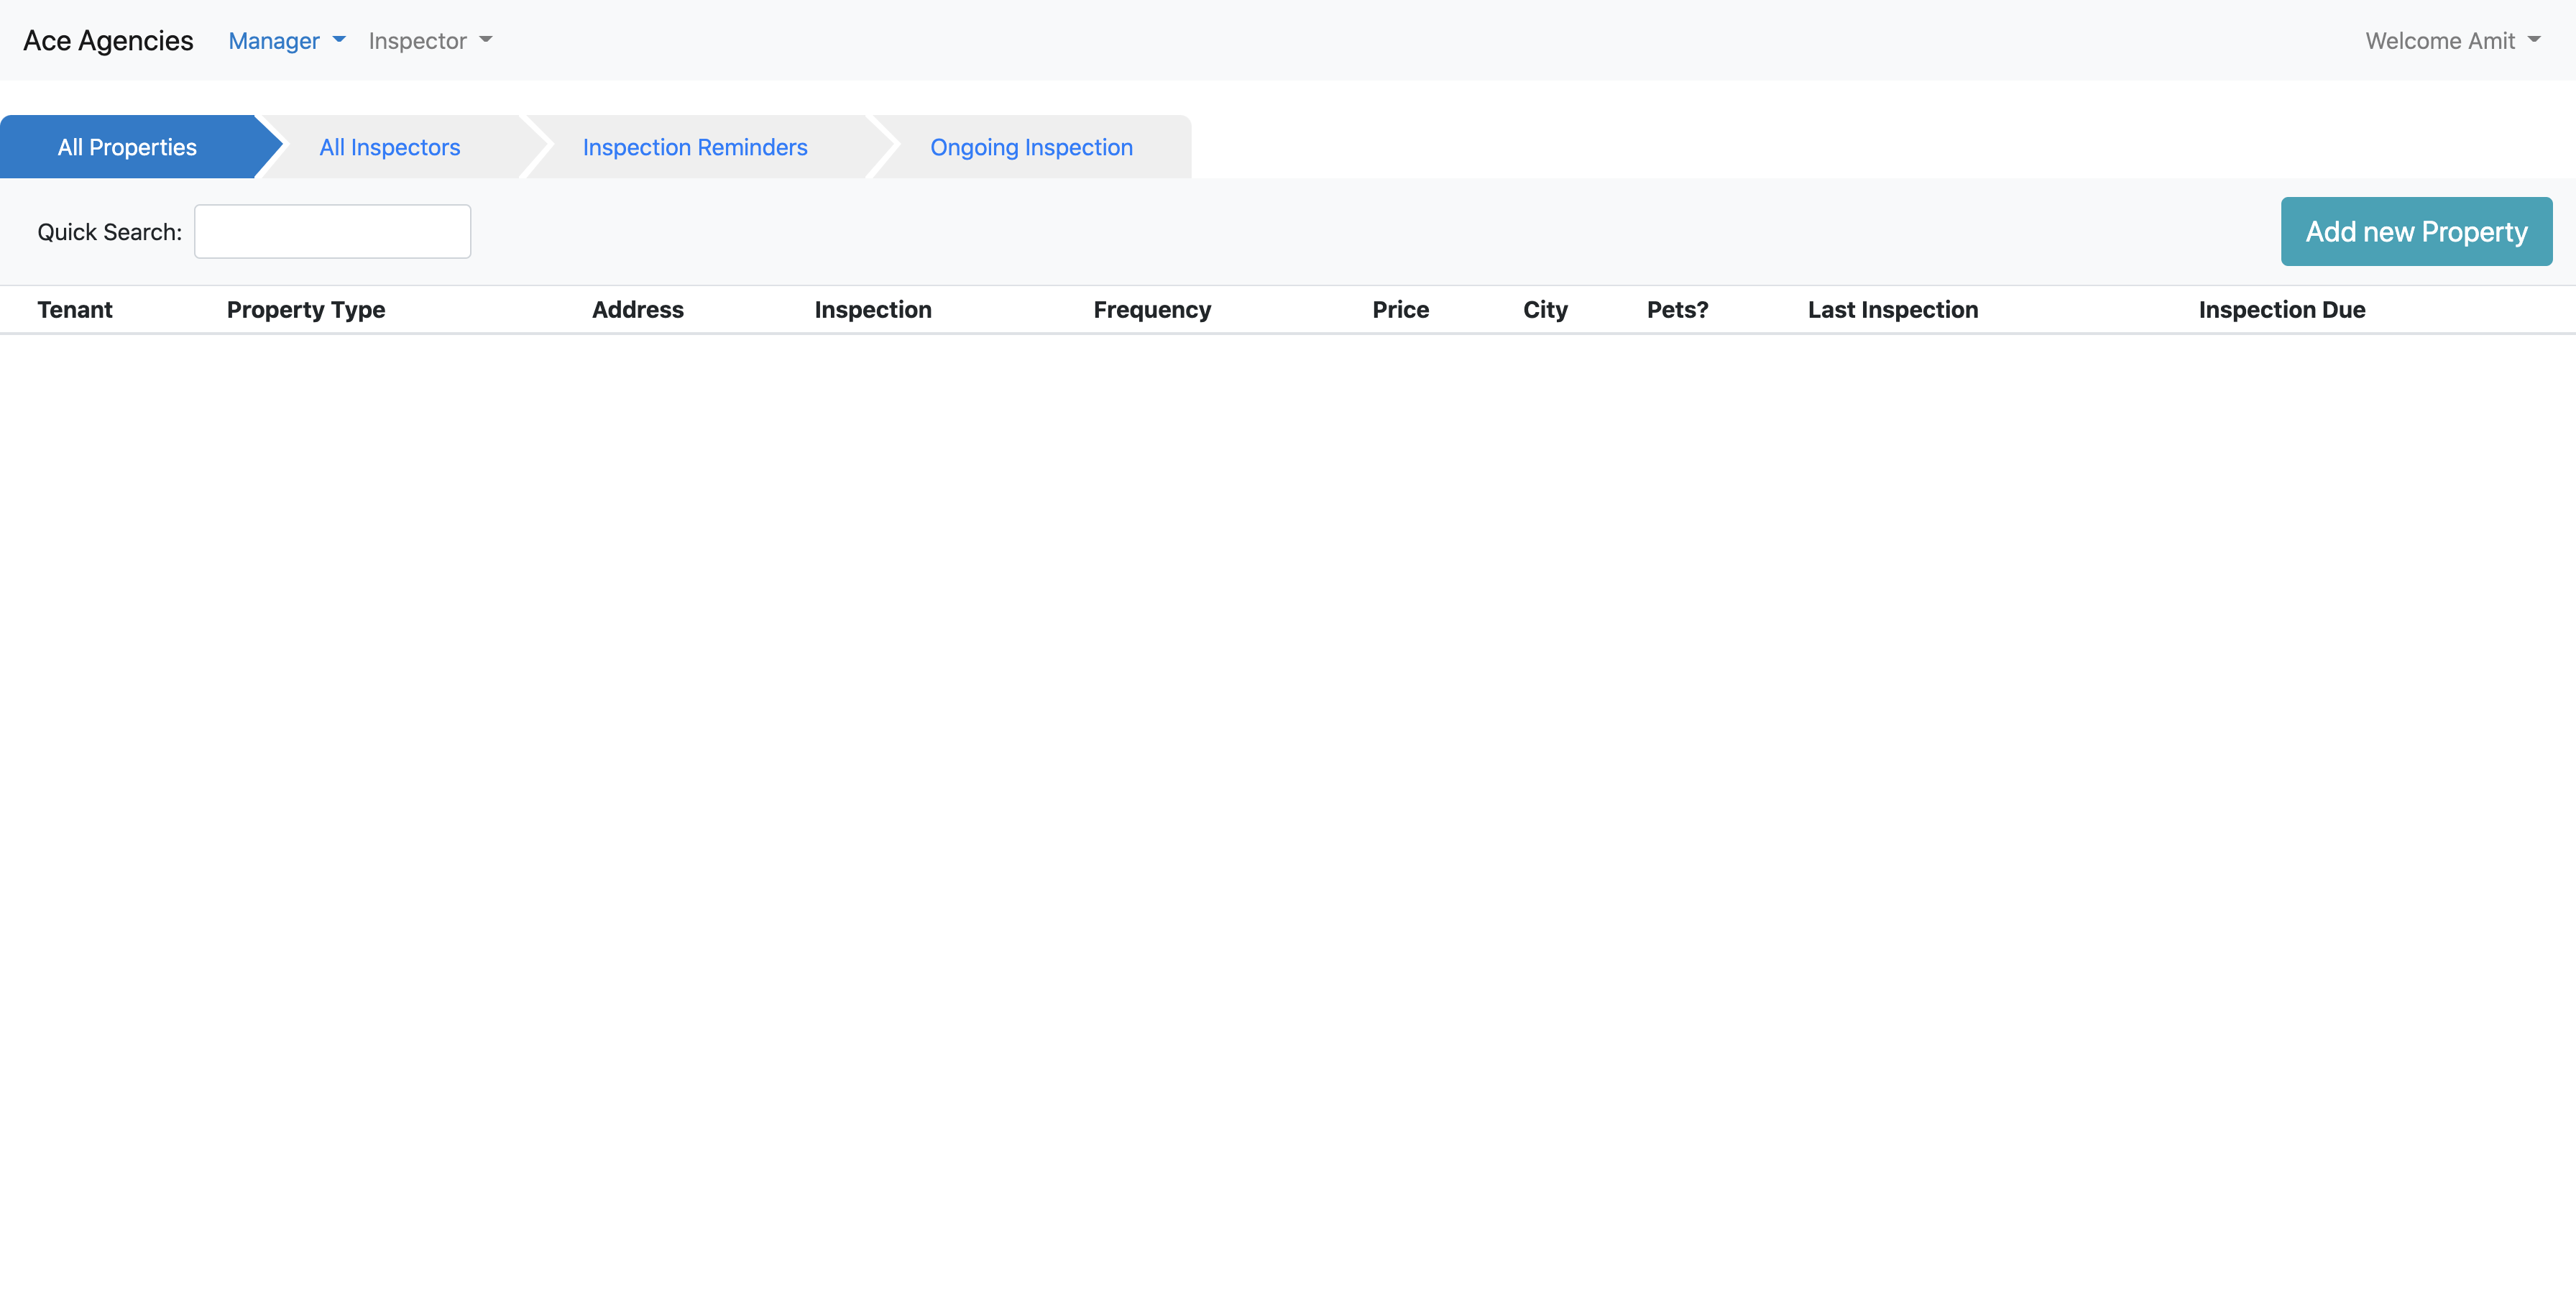 Ace Agencies Manager Inspector Welcome Amit
All Properties All Inspectors Inspection Reminders Ongoing Inspection
Quick Search: Add new Property
Tenant Property Type Address Inspection Frequency Price City Pets? Last Inspection Inspection Due